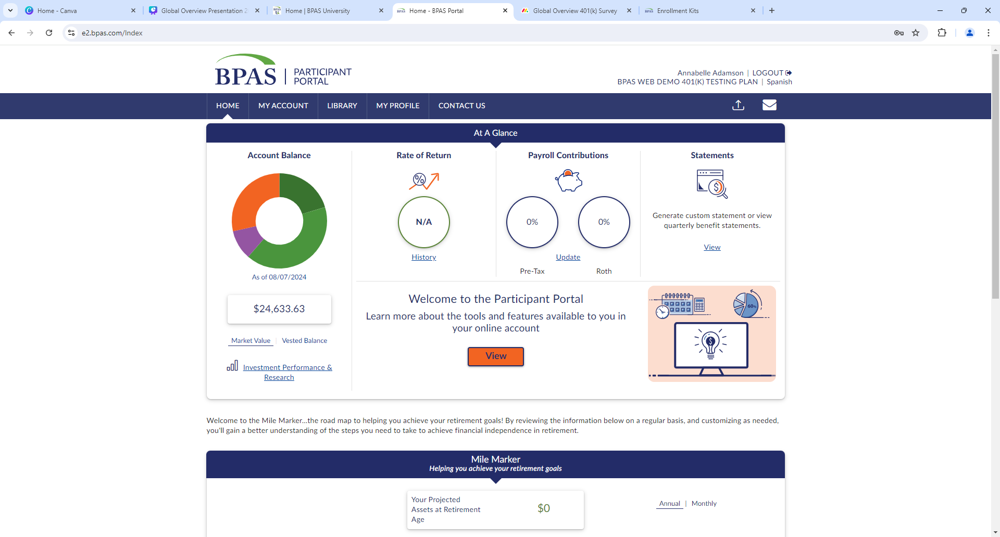 Home - Canva
Global Overview Presentation 2
Home | BPAS University
Home - BPAS Portal
Global Overview 401(k) Survey
Enrollment Kits
e2.bpas.com/Index
BPAS | PARTICIPANT
PORTAL
Annabelle Adamson | LOGOUT
BPAS WEB DEMO 401(K) TESTING PLAN | Spanish
HOME
MY ACCOUNT
LIBRARY
MY PROFILE
CONTACT US
At A Glance
Account Balance
As of 08/07/2024
$24,633.63
Market Value | Vested Balance
Investment Performance &
Research
Rate of Return
%
N/A
History
Payroll Contributions
0%
0%
Update
Pre-Tax
Roth
Statements
$
Generate custom statement or view
quarterly benefit statements.
View
Welcome to the Participant Portal
Learn more about the tools and features available to you in
your online account
View
60%
$
Welcome to the Mile Marker...the road map to helping you achieve your retirement goals! By reviewing the information below on a regular basis, and customizing as needed,
you'll gain a better understanding of the steps you need to take to achieve financial independence in retirement.
Mile Marker
Helping you achieve your retirement goals
Your Projected
Assets at Retirement
Age
$0
Annual | Monthly